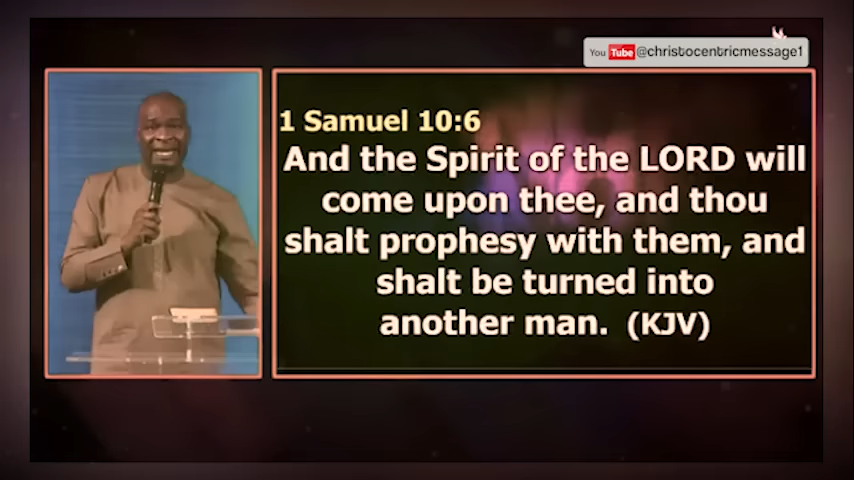 You Tube @christocentricmessage1
1 Samuel 10:6
And the Spirit of the LORD will
come upon thee, and thou
shalt prophesy with them, and
shalt be turned into
another man. (KJV)